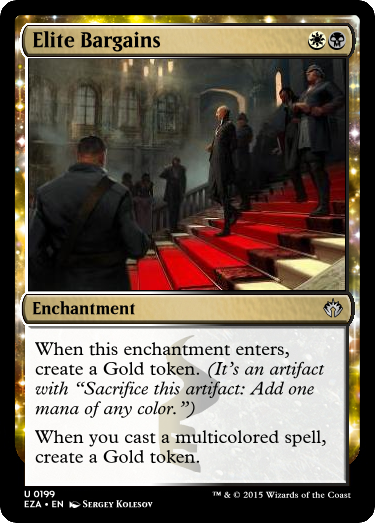 Elite Bargains
Enchantment
When this enchantment enters,
create a Gold token. (It's an artifact
with “Sacrifice this artifact: Add one
mana of any color.”)
When you cast a multicolored spell,
create a Gold token.
U 0199
EZA • EN Sergey Kolesov
™ & © 2015 Wizards of the Coast